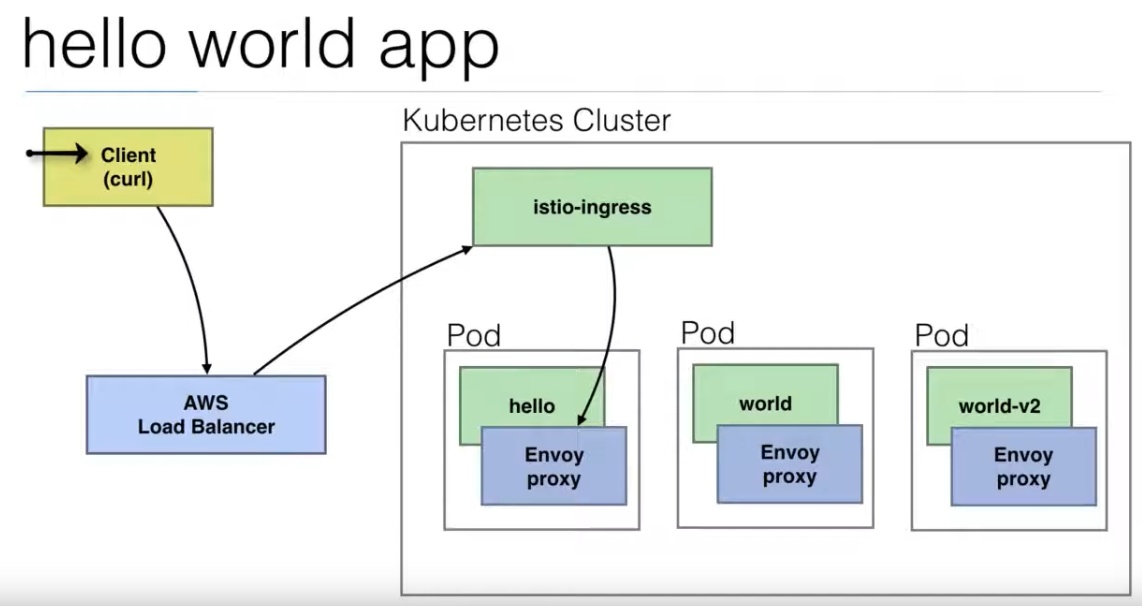 hello world app
Kubernetes Cluster
Client
(curl)
istio-ingress
AWS
Load Balancer
Pod
hello
Envoy
proxy
Pod
world
Envoy
proxy
Pod
world-v2
Envoy
proxy